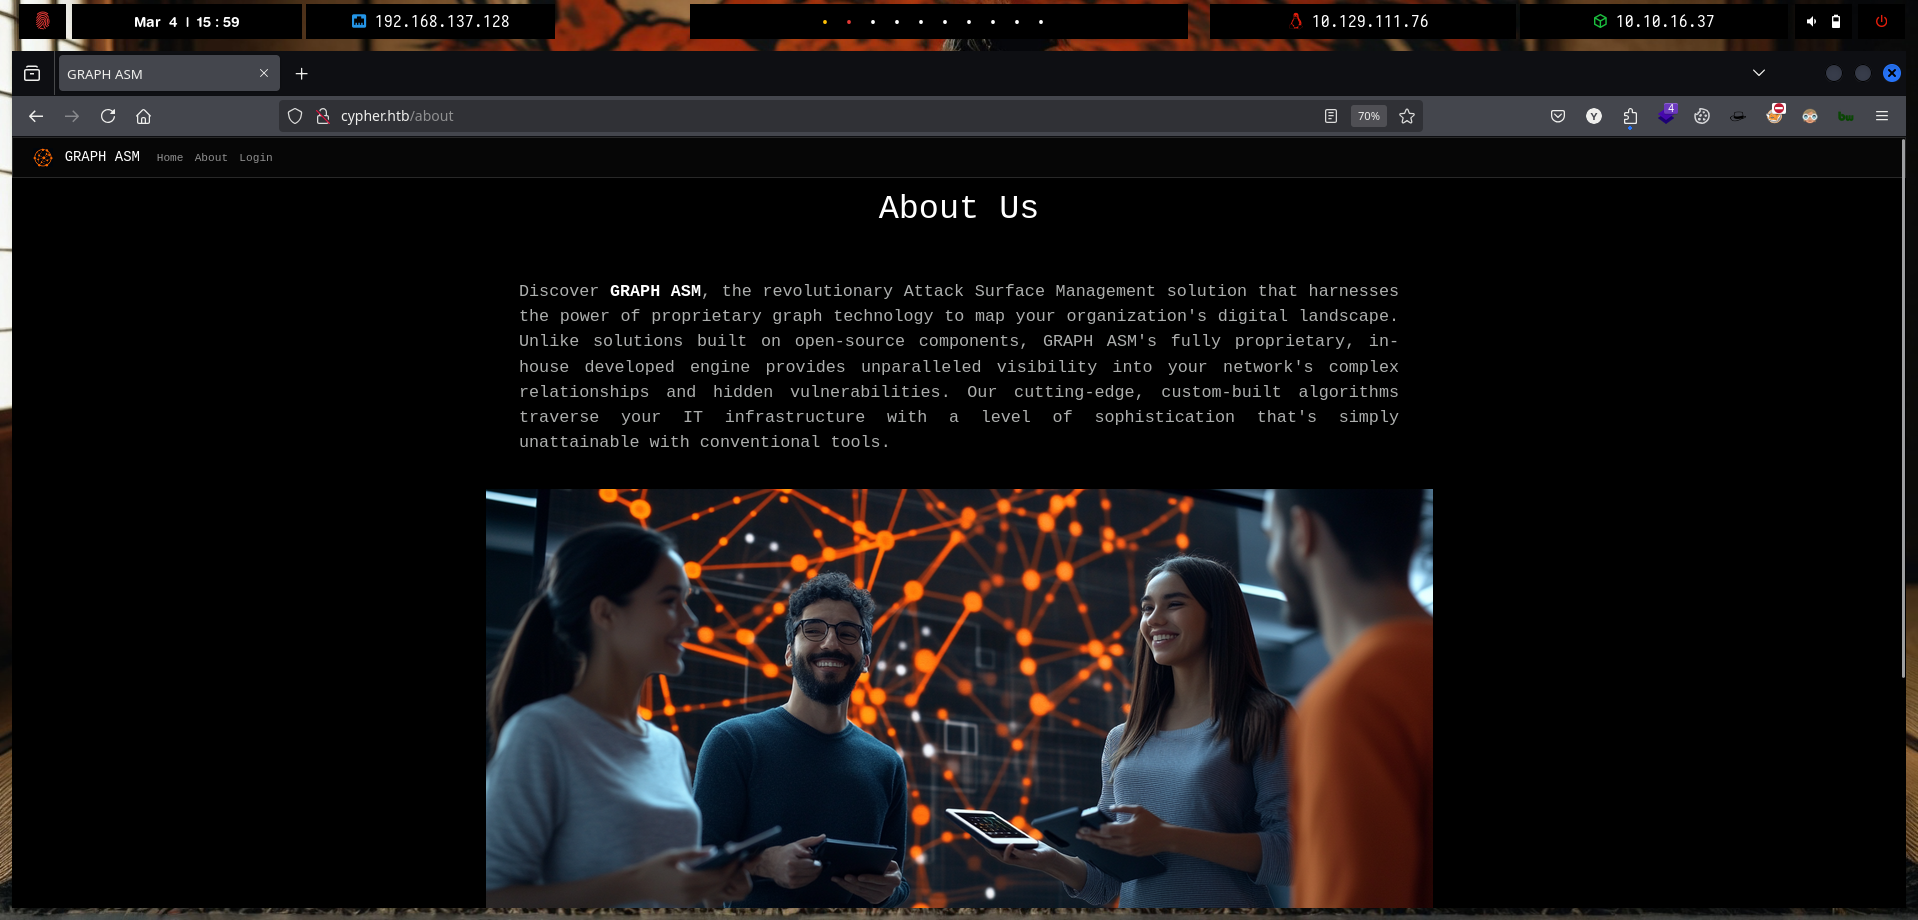 Mar 4 | 15:59
192.168.137.128
10.129.111.76
10.10.16.37
GRAPH ASM
cypher.htb/about
70%
4
Y
GRAPH ASM Home About Login
About Us
Discover GRAPH ASM, the revolutionary Attack Surface Management solution that harnesses
the power of proprietary graph technology to map your organization's digital landscape.
Unlike solutions built on open-source components, GRAPH ASM's fully proprietary, in-
house developed engine provides unparalleled visibility into your network's complex
relationships and hidden vulnerabilities. Our cutting-edge, custom-built algorithms
traverse your IT infrastructure with a level of sophistication that's simply
unattainable with conventional tools.